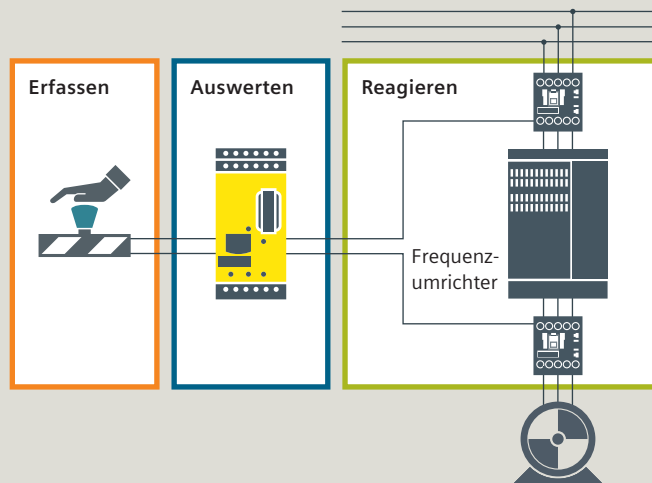 Erfassen
Auswerten
Reagieren
Frequenz-
umrichter